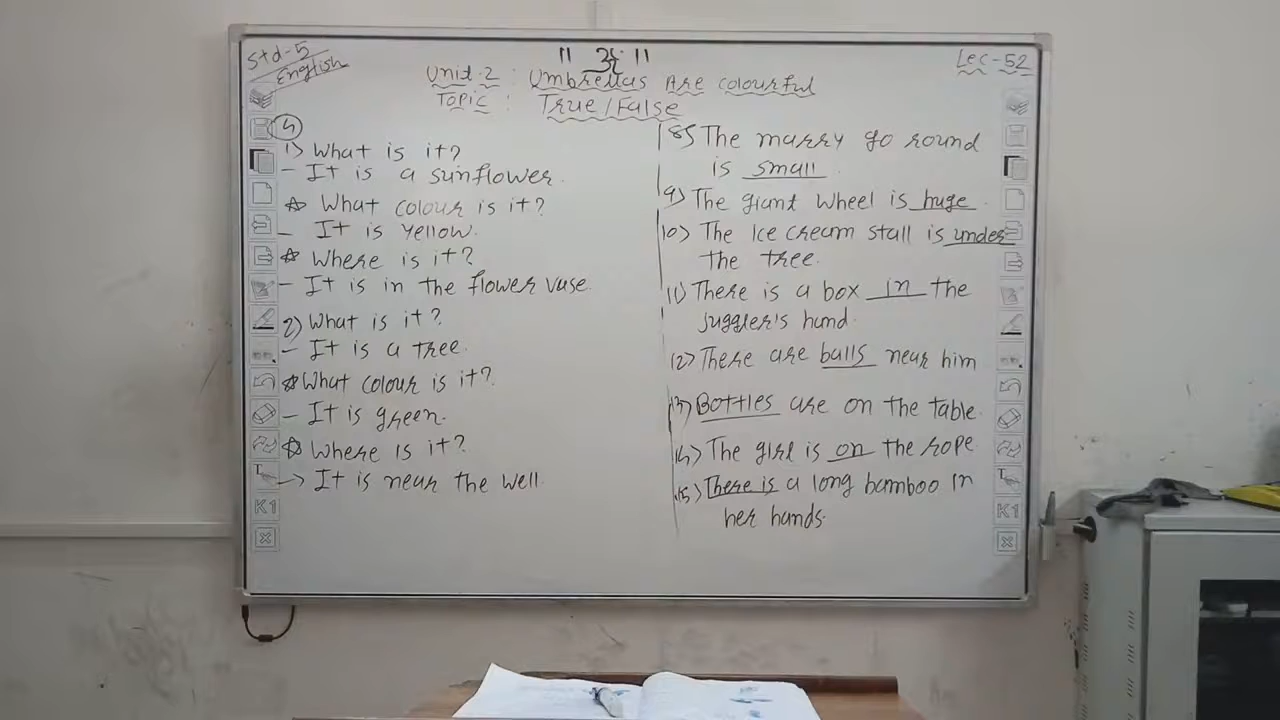 Std-5
English
" ૐ "
Lec-52
Unit-2 : Umbrellas Are colourful
Topic : True/False
4
1) What is it?
- It is a sunflower.
☆ What colour is it?
- It is yellow.
☆ Where is it?
- It is in the flower vase.
2) What is it?
- It is a tree.
☆ What colour is it?
- It is green.
☆ Where is it?
-> It is near the well.
8) The marry go round
is small.
9) The giant wheel is huge.
10) The Ice cream stall is under
the tree.
11) There is a box in the
juggler's hand.
12) There are balls near him
13) Bottles are on the table.
14) The girl is on the rope.
15) There is a long bamboo in
her hands.
K1
K1